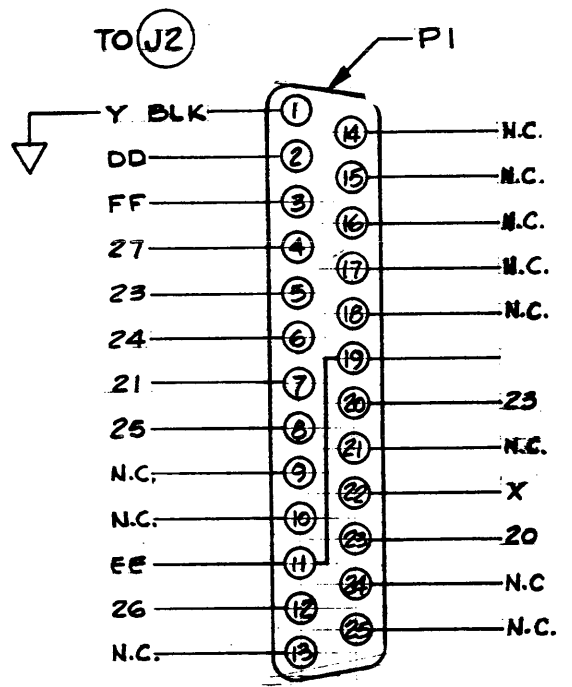 TO J2
P1
Y BLK 1
DD 2
FF 3
27 4
23 5
24 6
21 7
25 8
N.C. 9
N.C. 10
EE 11
26 12
N.C. 13
14 N.C.
15 N.C.
16 N.C.
17 N.C.
18 N.C.
19
20 23
21 N.C.
22 X
23 20
24 N.C
25 N.C.